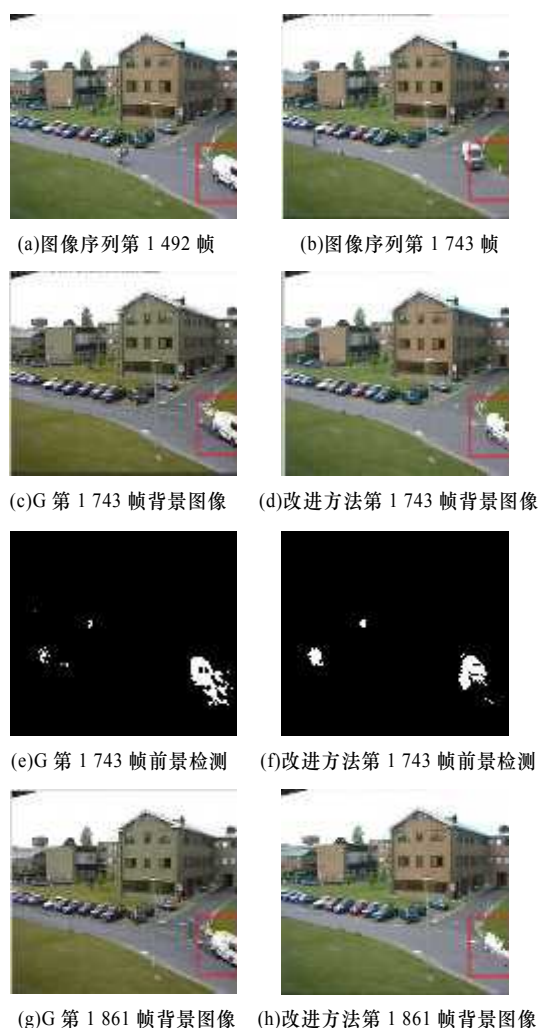 (a)图像序列第 1 492 帧
(b)图像序列第 1 743 帧
(c)G 第 1 743 帧背景图像
(d)改进方法第 1 743 帧背景图像
(e)G 第 1 743 帧前景检测
(f)改进方法第 1 743 帧前景检测
(g)G 第 1 861 帧背景图像
(h)改进方法第 1 861 帧背景图像